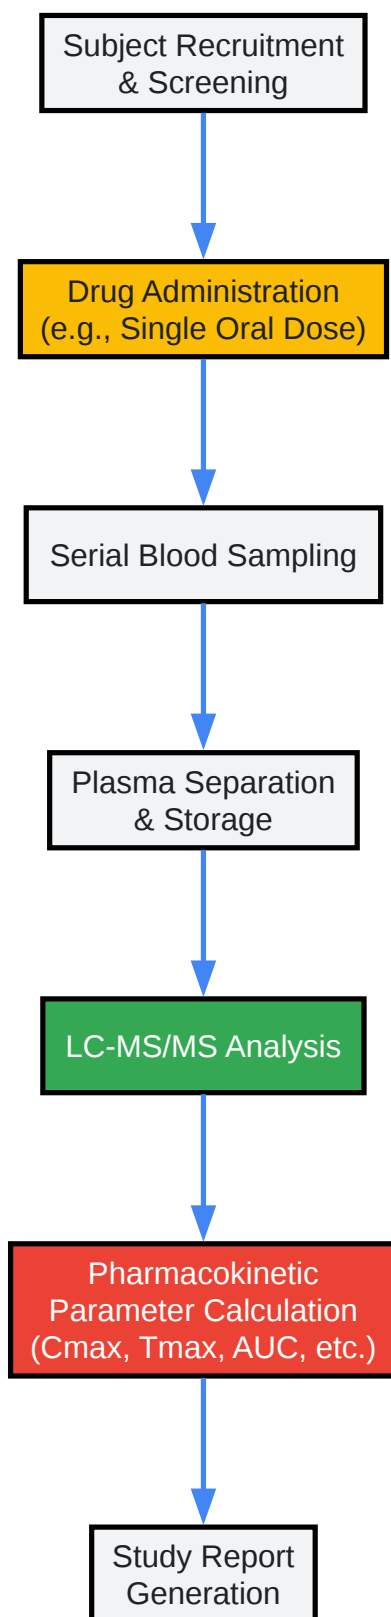 Subject Recruitment
& Screening
Drug Administration
(e.g., Single Oral Dose)
Serial Blood Sampling
Plasma Separation
& Storage
LC-MS/MS Analysis
Pharmacokinetic
Parameter Calculation
(Cmax, Tmax, AUC, etc.)
Study Report
Generation